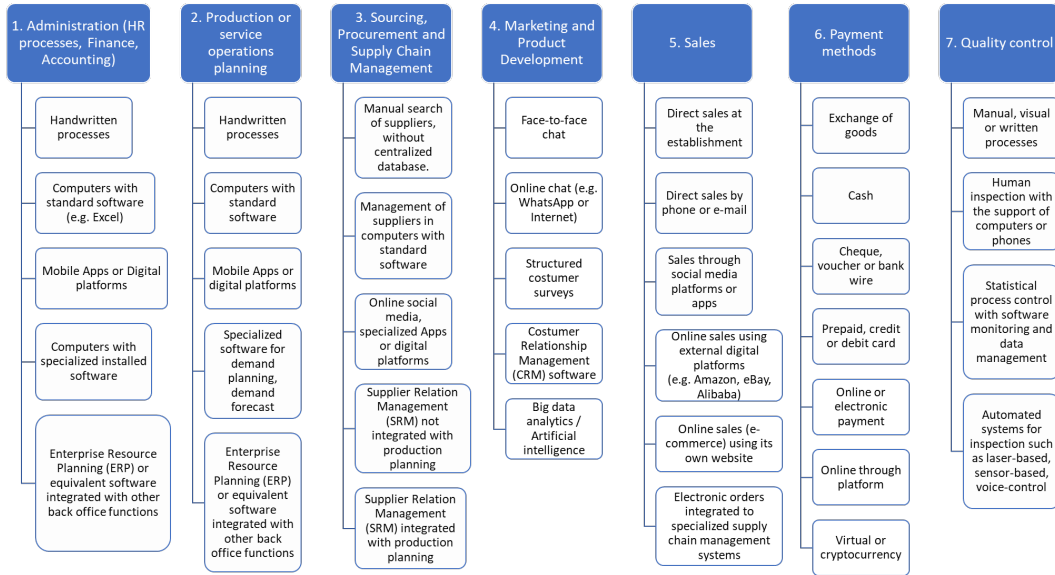 1. Administration (HR
processes, Finance,
Accounting)
Handwritten
processes
Computers with
standard software
(e.g. Excel)
Mobile Apps or Digital
platforms
Computers with
specialized installed
software
Enterprise Resource
Planning (ERP) or
equivalent software
integrated with other
back office functions
2. Production or
service
operations
planning
Handwritten
processes
Computers with
standard
software
Mobile Apps or
digital platforms
Specialized
software for
demand
planning,
demand
forecast
Enterprise
Resource
Planning (ERP)
or equivalent
software
integrated with
other back
office functions
3. Sourcing,
Procurement and
Supply Chain
Management
Manual search
of suppliers,
without
centralized
database.
Management of
suppliers in
computers with
standard
software
Online social
media,
specialized Apps
or digital
platforms
Supplier Relation
Management
(SRM) not
integrated with
production
planning
Supplier Relation
Management
(SRM) integrated
with production
planning
4. Marketing and
Product
Development
Face-to-face
chat
Online chat (e.g.
WhatsApp or
Internet)
Structured
costumer
surveys
Costumer
Relationship
Management
(CRM) software
Big data
analytics /
Artificial
intelligence
5. Sales
Direct sales at
the
establishment
Direct sales by
phone or e-mail
Sales through
social media
platforms or
apps
Online sales using
external digital
platforms
(e.g. Amazon, eBay,
Alibaba)
Online sales (e-
commerce) using its
own website
Electronic orders
integrated to
specialized supply
chain management
systems
6. Payment
methods
Exchange of
goods
Cash
Cheque,
voucher or bank
wire
Prepaid, credit
or debit card
Online or
electronic
payment
Online through
platform
Virtual or
cryptocurrency
7. Quality control
Manual, visual
or written
processes
Human
inspection with
the support of
computers or
phones
Statistical
process control
with software
monitoring and
data
management
Automated
systems for
inspection such
as laser-based,
sensor-based,
voice-control